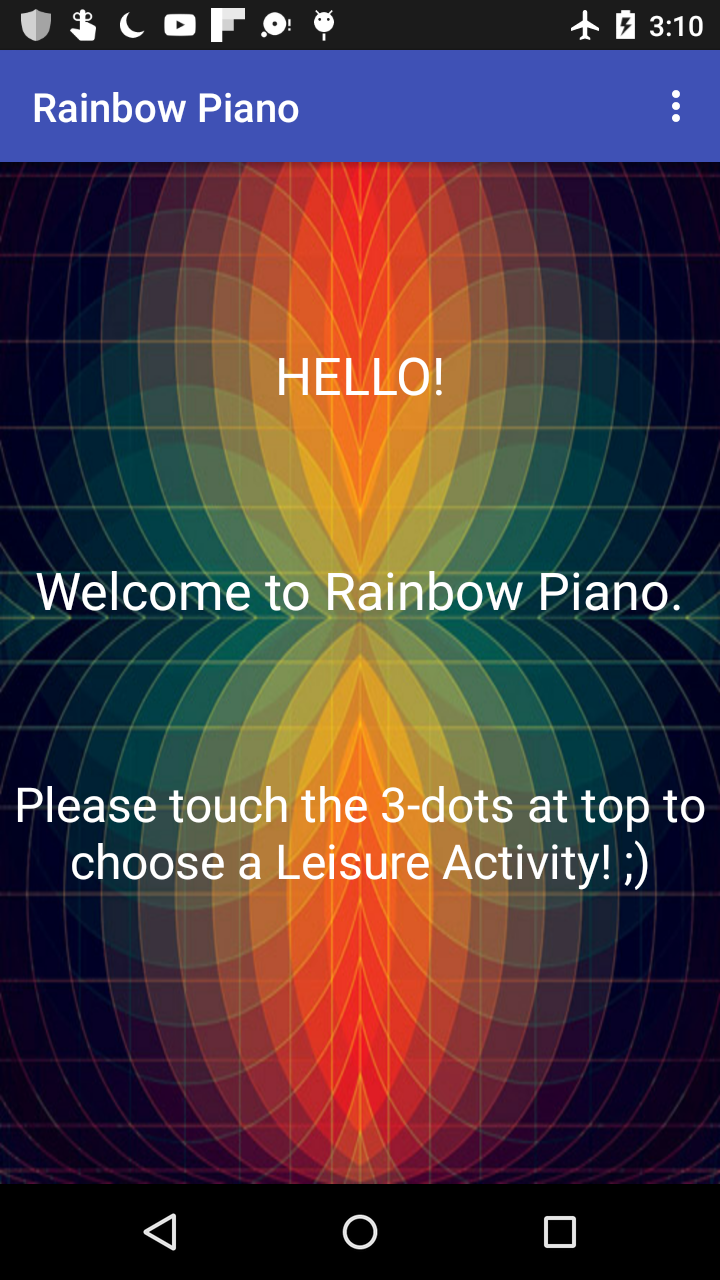 3:10
Rainbow Piano
HELLO!
Welcome to Rainbow Piano.
Please touch the 3-dots at top to
choose a Leisure Activity! ;)